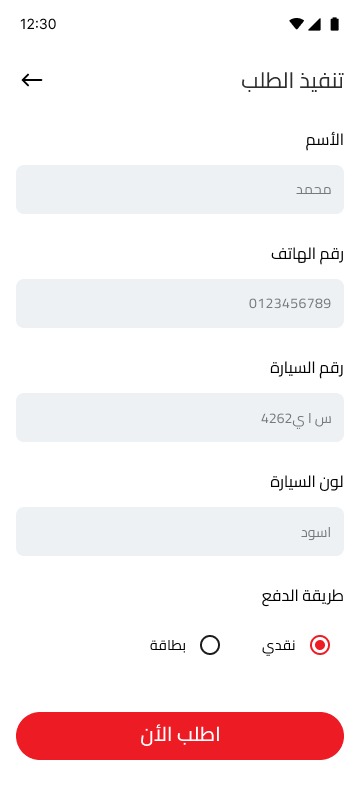 12:30
تنفيذ الطلب
الأسم
محمد
رقم الهاتف
0123456789
رقم السيارة
س ا ي4262
لون السيارة
اسود
طريقة الدفع
نقدي
بطاقة
اطلب الأن